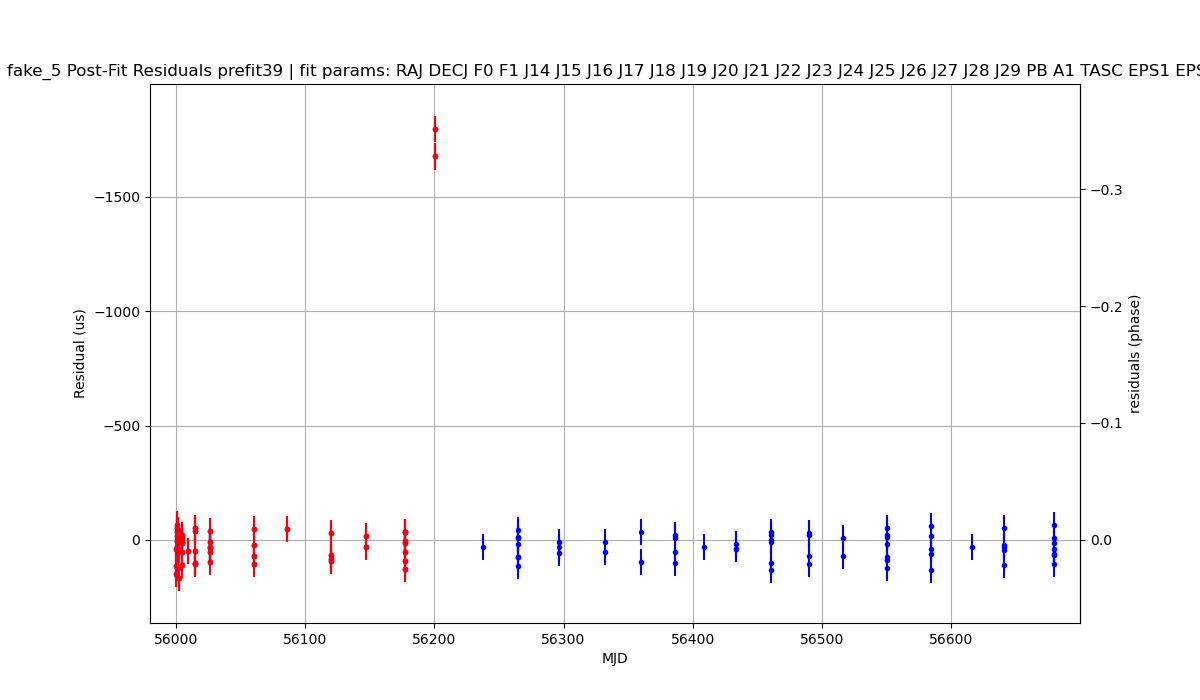 fake_5 Post-Fit Residuals prefit39 | fit params: RAJ DECJ F0 F1 J14 J15 J16 J17 J18 J19 J20 J21 J22 J23 J24 J25 J26 J27 J28 J29 PB A1 TASC EPS1 EPS
−1500
−1000
−500
0
Residual (us)
−0.3
−0.2
−0.1
0.0
residuals (phase)
56000 56100 56200 56300 56400 56500 56600
MJD